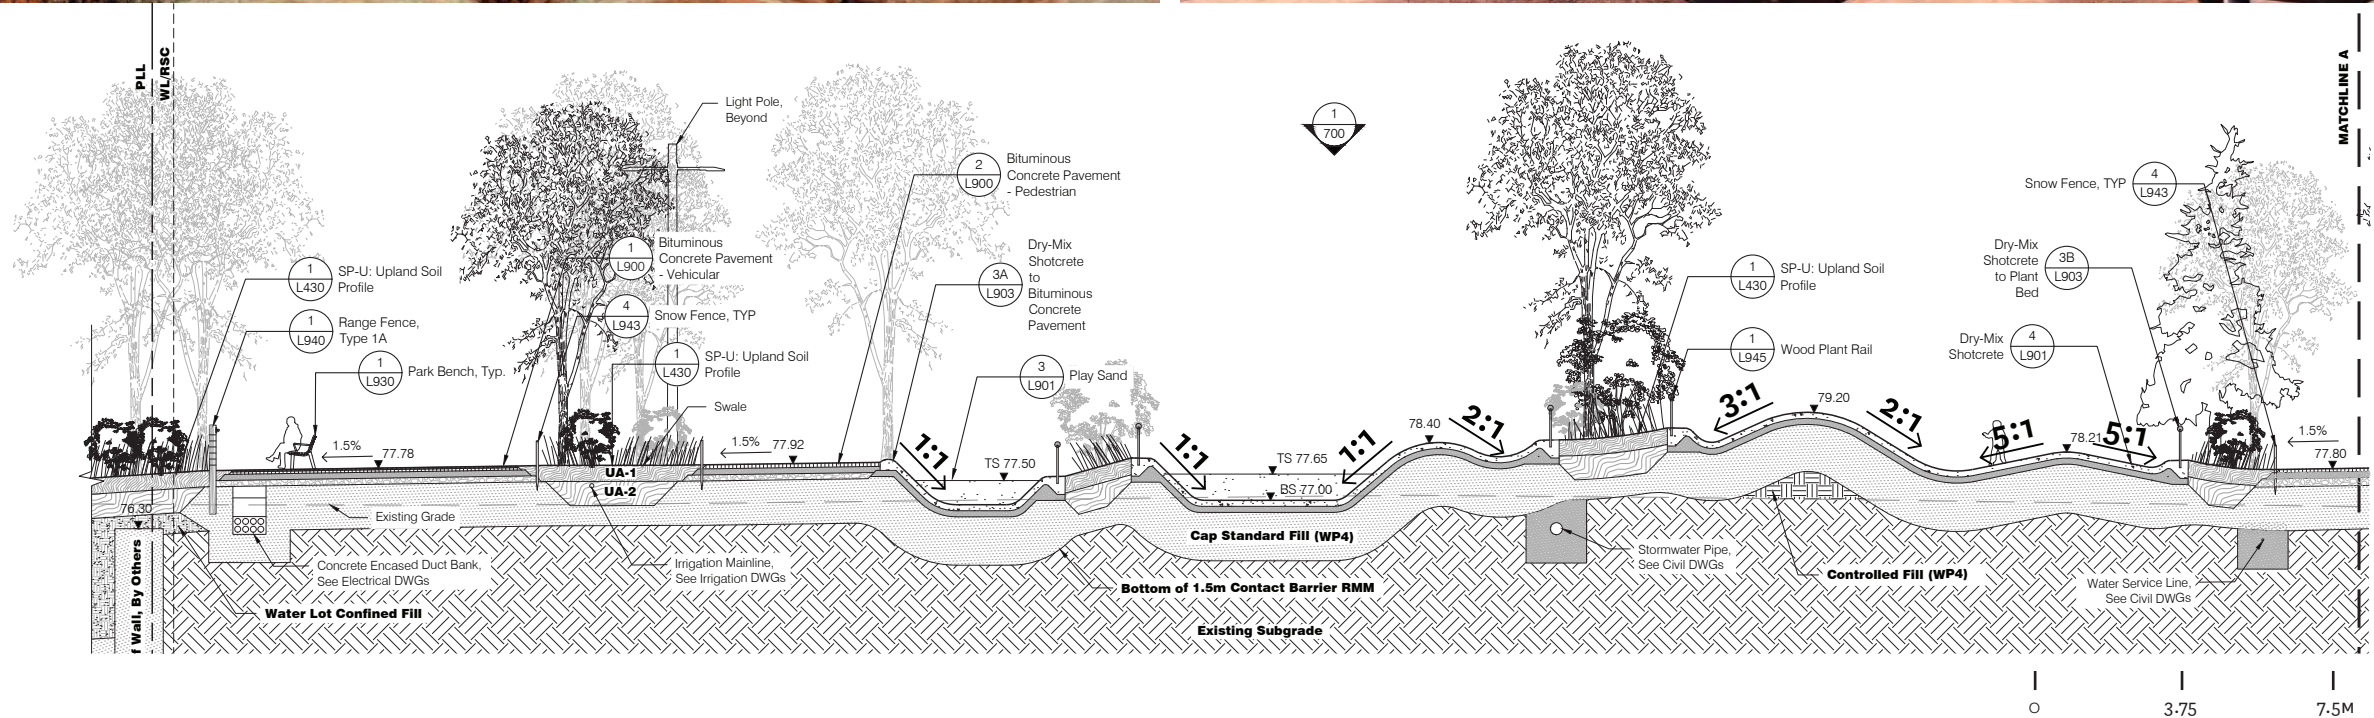 PLL
WL/RSC
MATCHLINE A
Light Pole,
Beyond
1
700
2
L900
Bituminous
Concrete Pavement
- Pedestrian
4
L943
Snow Fence, TYP
1
L430
SP-U: Upland Soil
Profile
1
L940
Range Fence,
Type 1A
1
L930
Park Bench, Typ.
1
L900
Bituminous
Concrete Pavement
- Vehicular
4
L943
Snow Fence, TYP
1
L430
SP-U: Upland Soil
Profile
Swale
3A
L903
Dry-Mix
Shotcrete
to
Bituminous
Concrete
Pavement
3
L901
Play Sand
1
L430
SP-U: Upland Soil
Profile
1
L945
Wood Plant Rail
3B
L903
Dry-Mix
Shotcrete
to Plant
Bed
4
L901
Dry-Mix
Shotcrete
1.5%
77.78
1.5%
77.92
1:1
TS 77.50
1:1
TS 77.65
BS 77.00
1:1
78.40
2:1
3:1
79.20
2:1
5:1
78.21
5:1
1.5%
77.80
UA-1
UA-2
76.30
Existing Grade
Cap Standard Fill (WP4)
Concrete Encased Duct Bank,
See Electrical DWGs
Irrigation Mainline,
See Irrigation DWGs
Bottom of 1.5m Contact Barrier RMM
Stormwater Pipe,
See Civil DWGs
Controlled Fill (WP4)
Water Service Line,
See Civil DWGs
Water Lot Confined Fill
f Wall, By Others
Existing Subgrade
0
3.75
7.5M